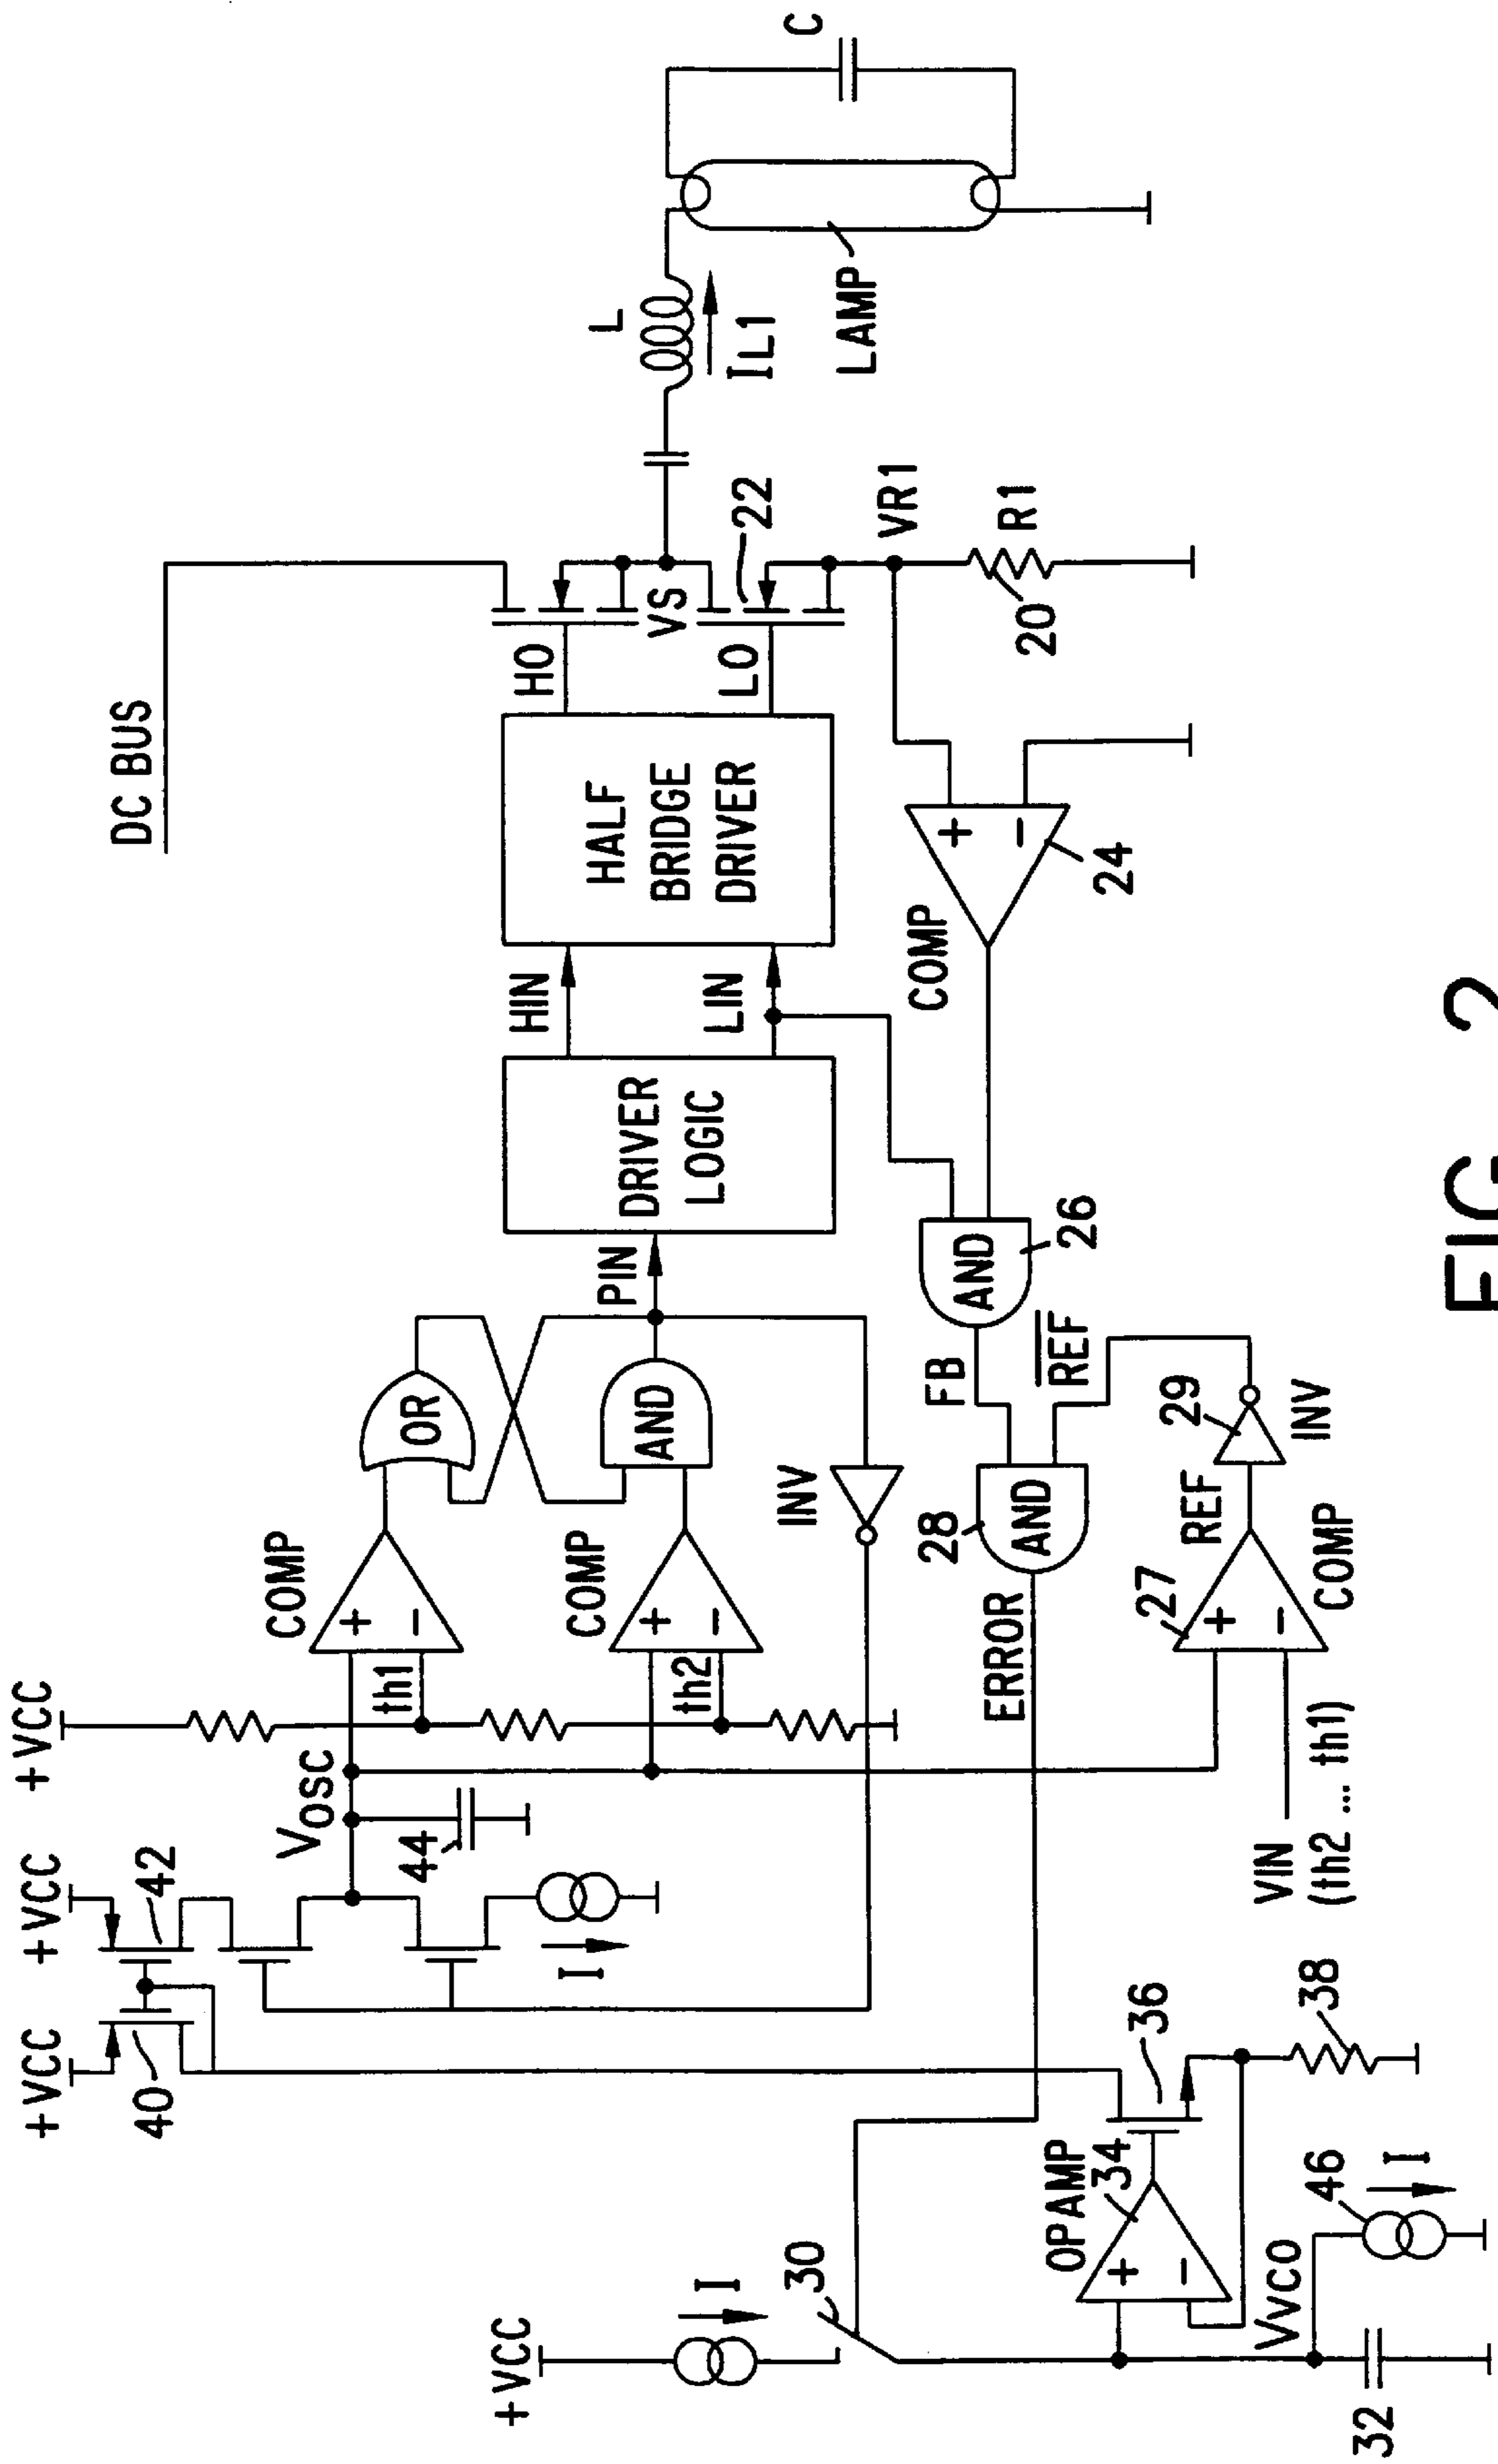 DC BUS
+VCC
+VCC
+VCC
+VCC
40
42
VOSC
44
I
th1
th2
COMP
COMP
OR
AND
INV
PIN
DRIVER
LOGIC
HIN
LIN
HALF
BRIDGE
DRIVER
HO
LO
VS
22
L
IL1
LAMP
C
VR1
R1
20
COMP
+
-
24
AND
26
FB
REF
AND
28
ERROR
29
INV
REF
27
COMP
+
-
+
-
+
-
VIN
(th2 ... th1)
I
30
OPAMP
34
+
-
36
38
VVCO
46
I
32
FIG. 2